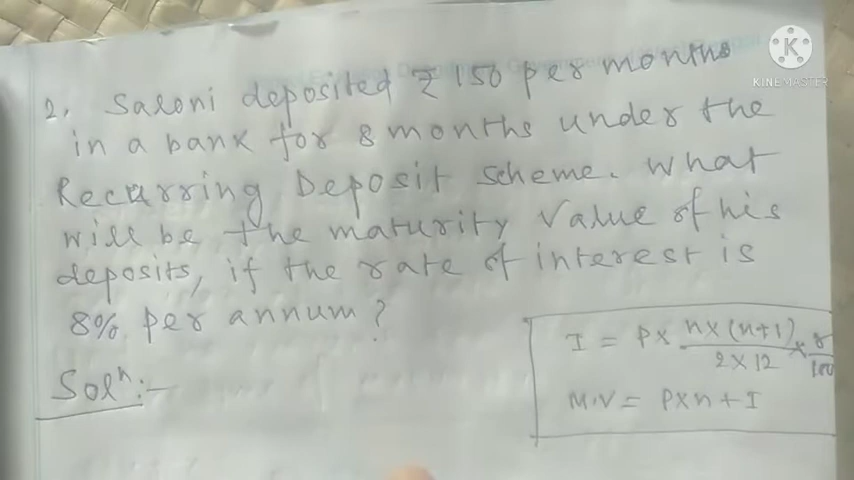 K
KINEMASTER
2. Saloni deposited ₹ 150 per months
in a bank for 8 months under the
Recurring Deposit scheme. What
will be the maturity value of his
deposits, if the rate of interest is
8% per annum?
Solⁿ:-
I = P × n×(n+1)/2×12 × r/100
M.V = P×n + I